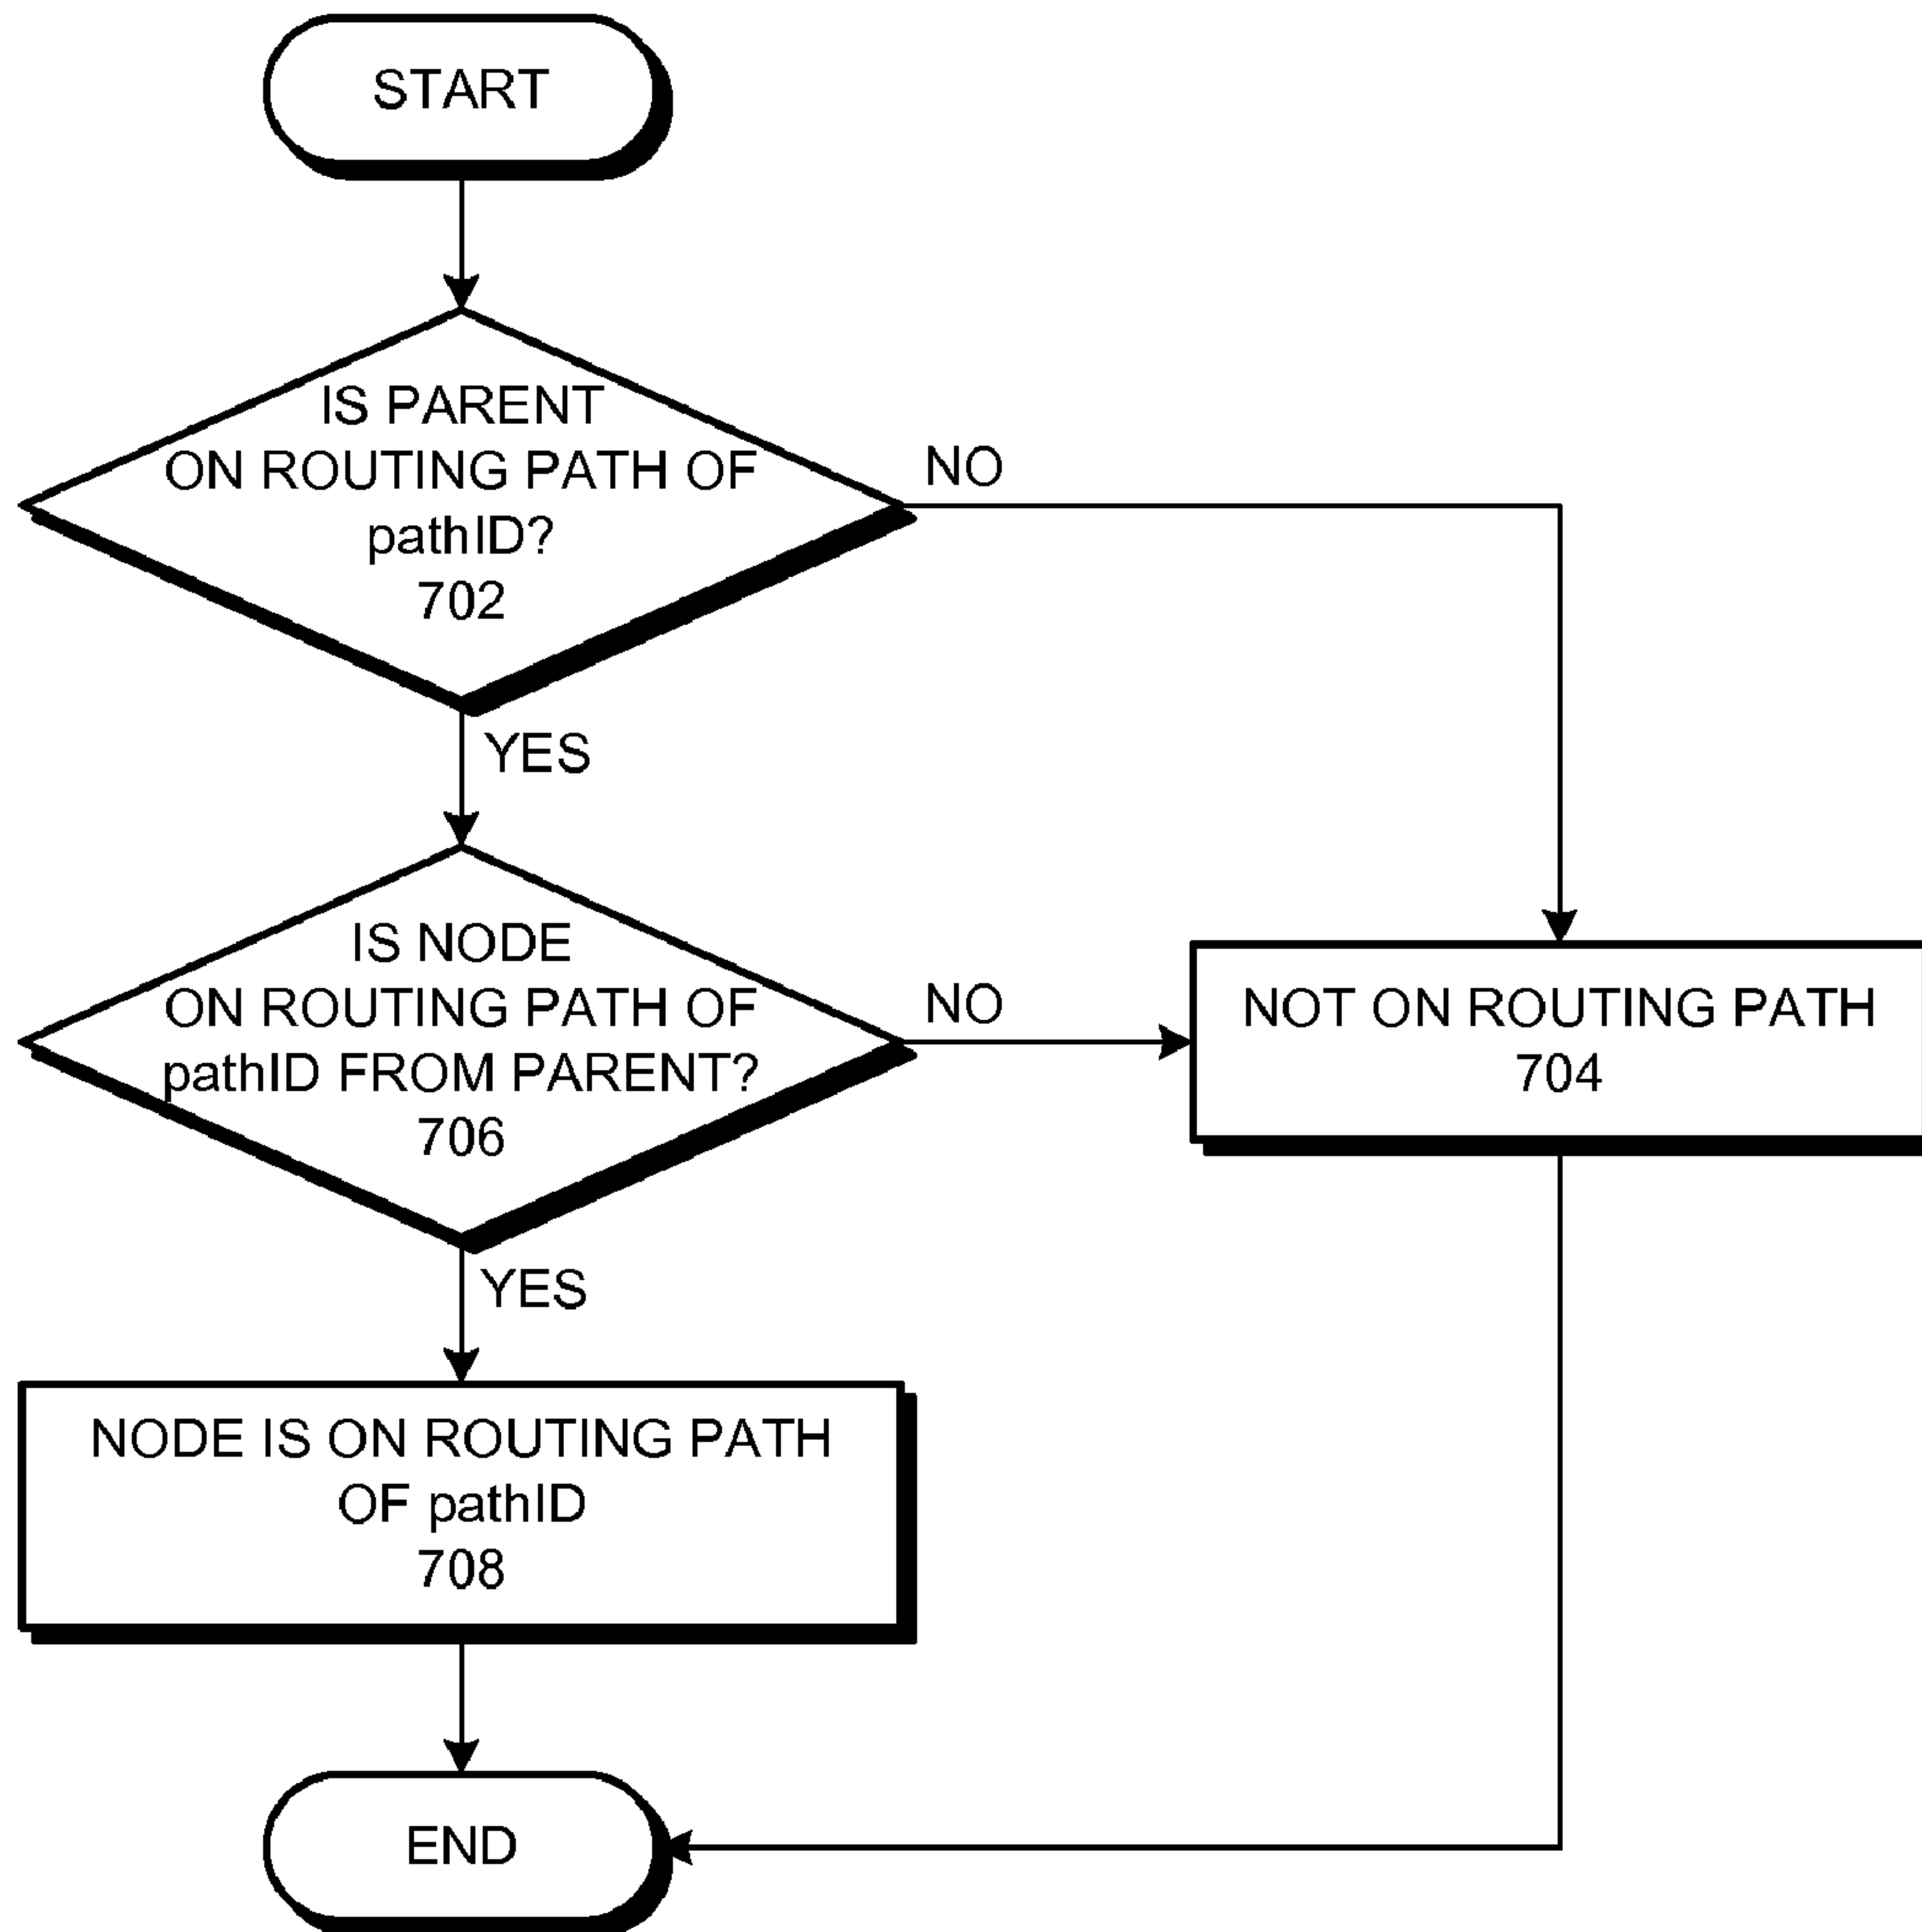 START
IS PARENT
ON ROUTING PATH OF
pathID?
702
NO
YES
IS NODE
ON ROUTING PATH OF
pathID FROM PARENT?
706
NO
NOT ON ROUTING PATH
704
YES
NODE IS ON ROUTING PATH
OF pathID
708
END